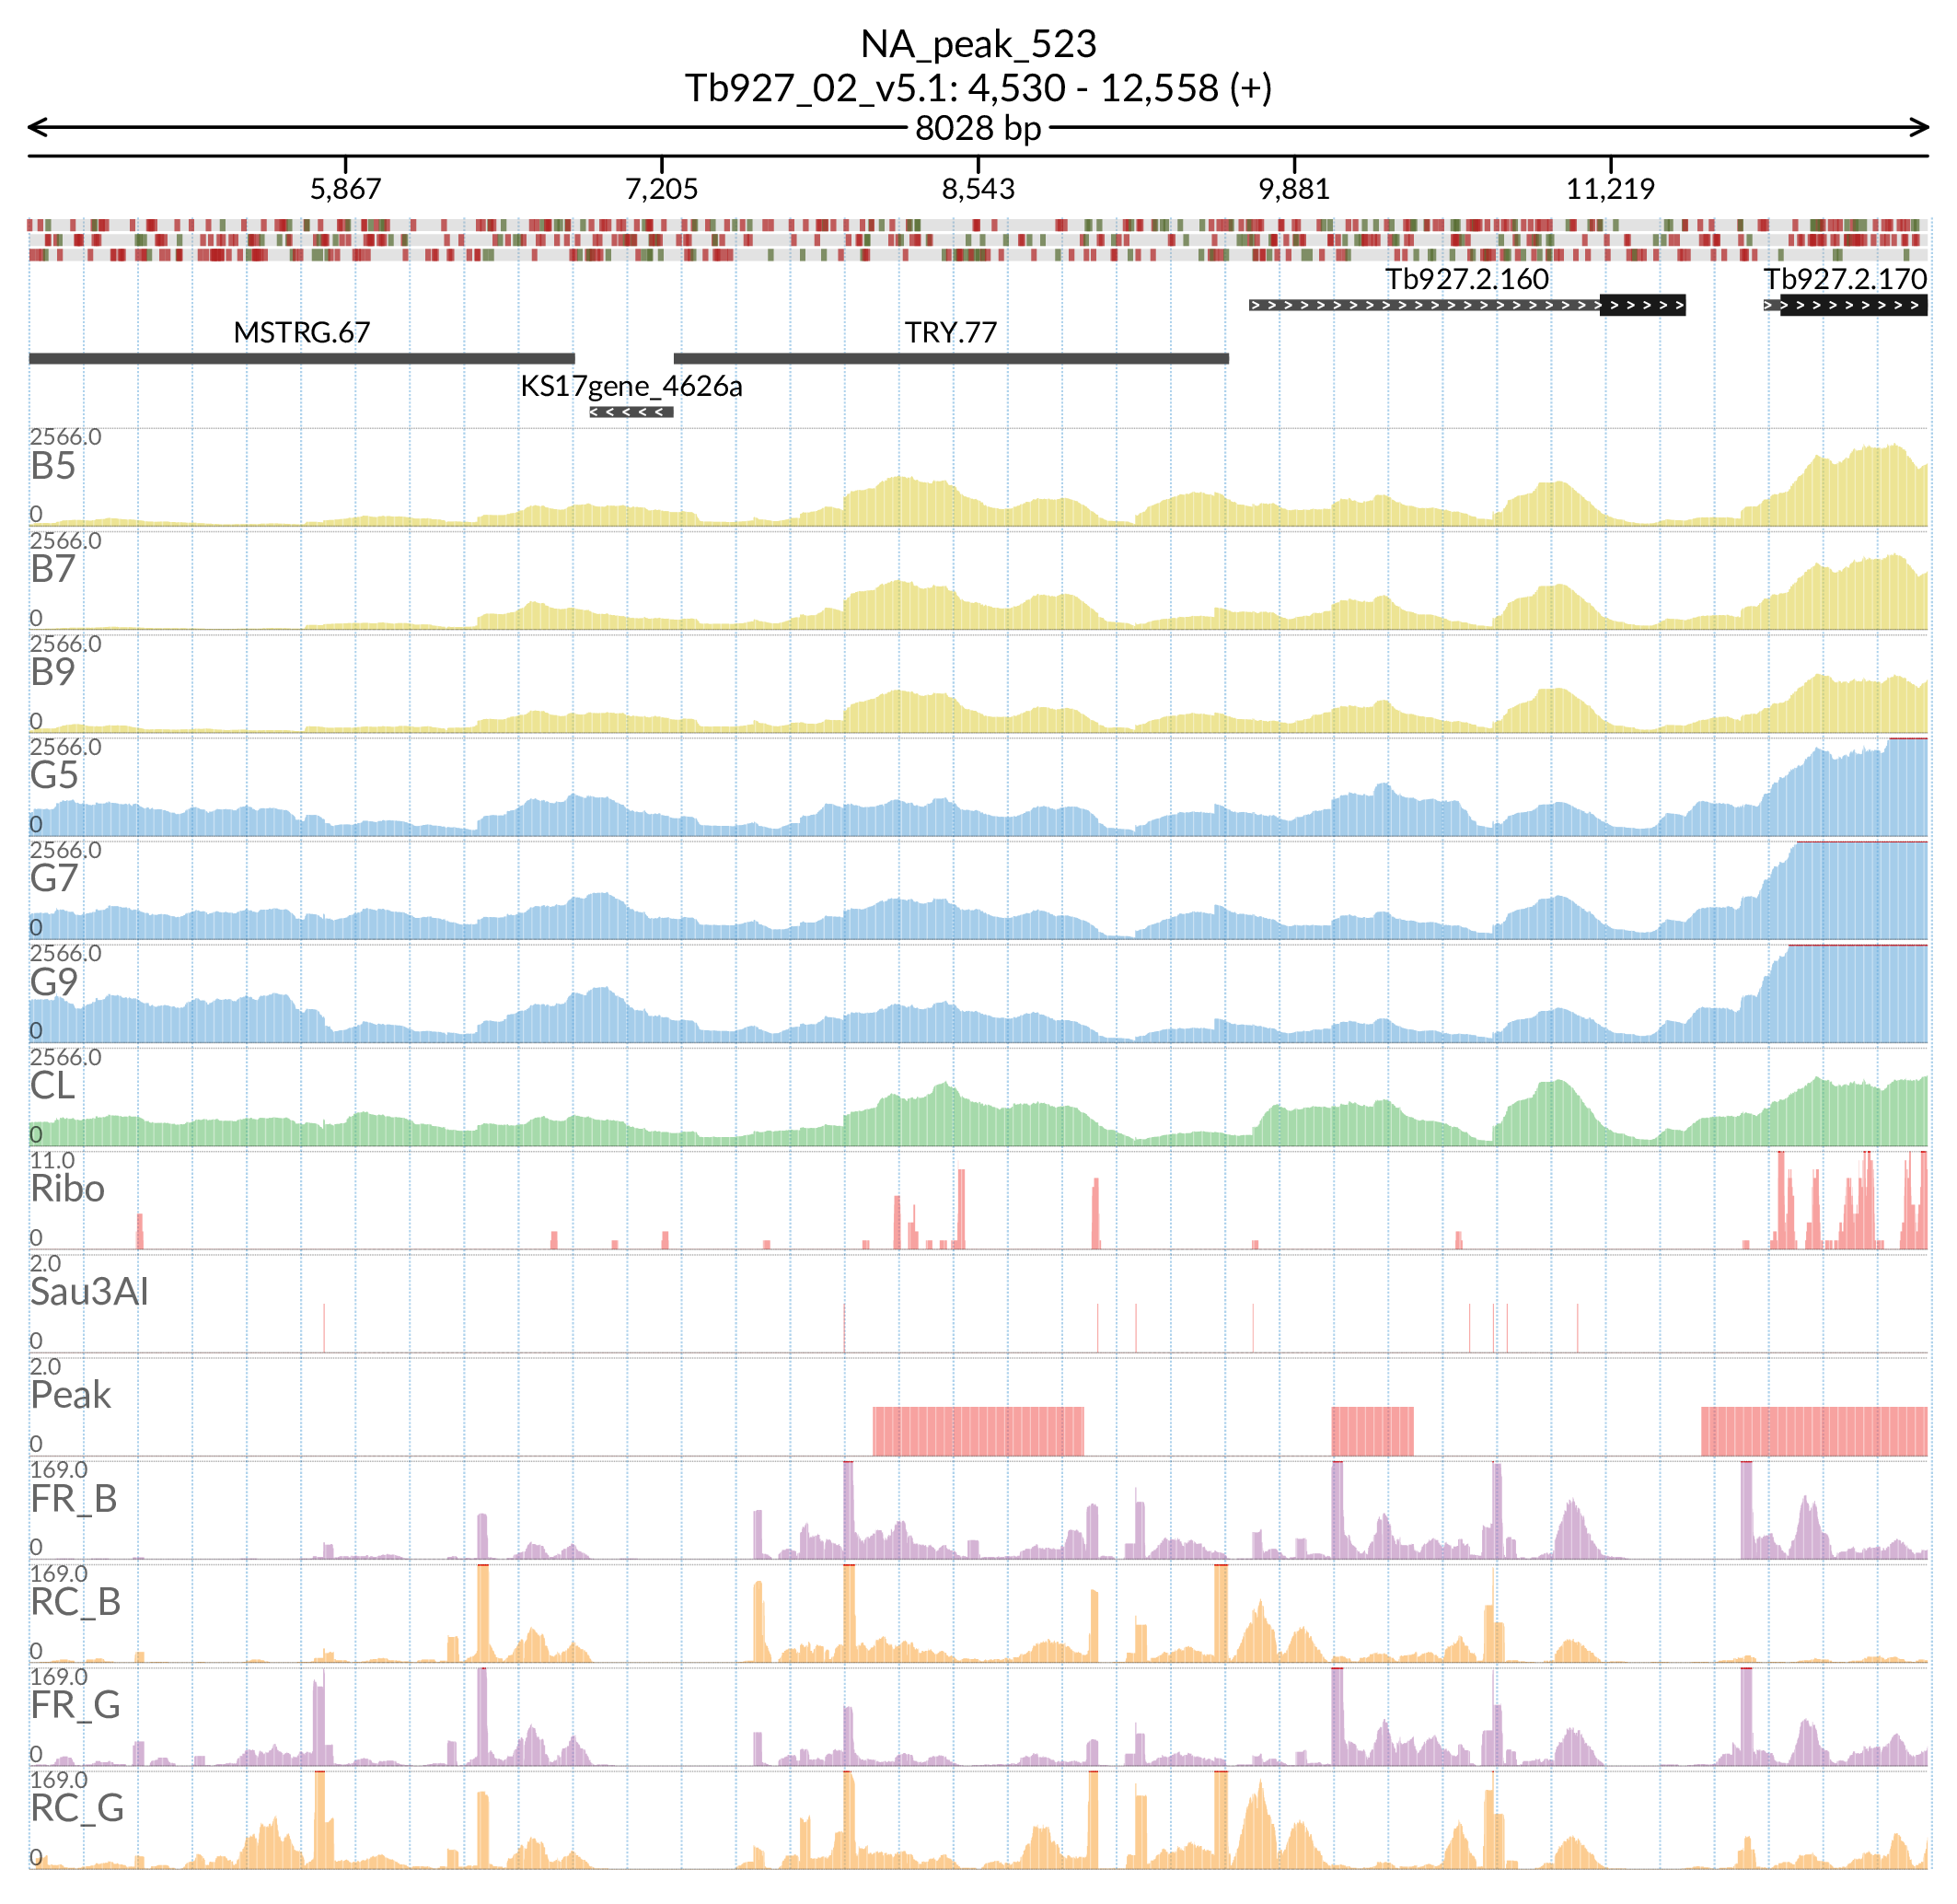 NA_peak_523
Tb927_02_v5.1: 4,530 - 12,558 (+)
8028 bp
5,867 7,205 8,543 9,881 11,219
Tb927.2.160 Tb927.2.170
MSTRG.67 TRY.77
KS17gene_4626a
2566.0
B5
0
2566.0
B7
0
2566.0
B9
0
2566.0
G5
0
2566.0
G7
0
2566.0
G9
0
2566.0
CL
0
11.0
Ribo
0
2.0
Sau3AI
0
2.0
Peak
0
169.0
FR_B
0
169.0
RC_B
0
169.0
FR_G
0
169.0
RC_G
0